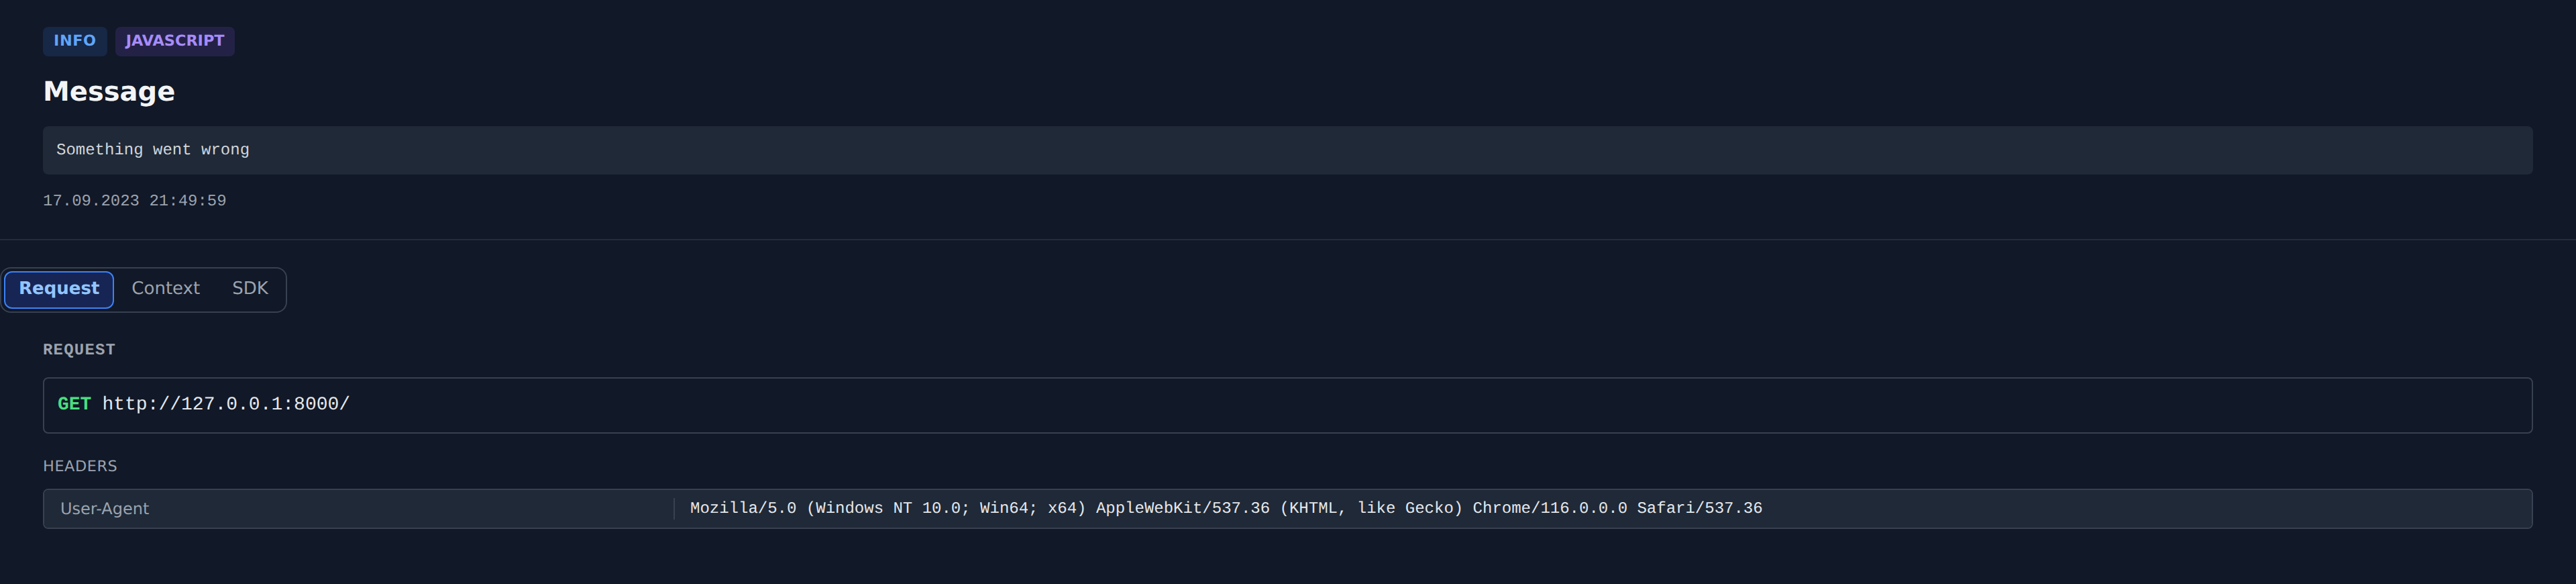 INFO JAVASCRIPT
Message
Something went wrong
17.09.2023 21:49:59
Request Context SDK
REQUEST
GET http://127.0.0.1:8000/
HEADERS
User-Agent Mozilla/5.0 (Windows NT 10.0; Win64; x64) AppleWebKit/537.36 (KHTML, like Gecko) Chrome/116.0.0.0 Safari/537.36